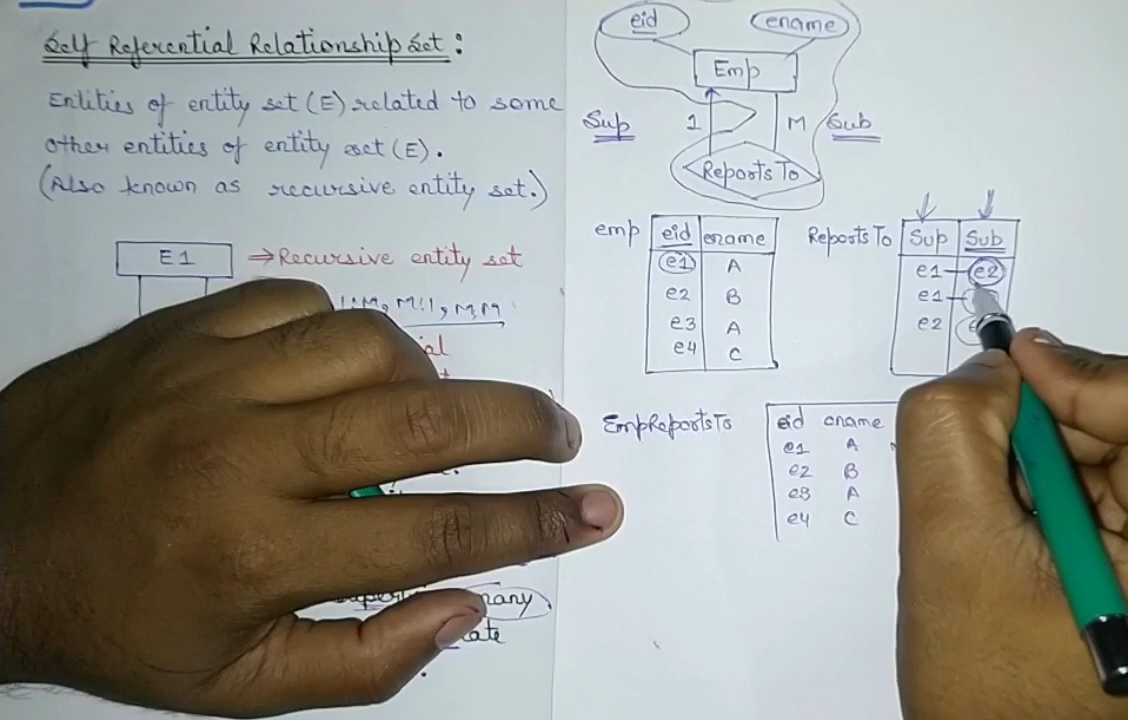 Self Referential Relationship Set :
Entities of entity set (E) related to some
other entities of entity set (E).
(Also known as recursive entity set.)
E1 ⇒ Recursive entity set
M:1, M:M
eid ename
Emp
Sup 1 M Sub
Reports To
emp
eid ename
e1 A
e2 B
e3 A
e4 C
Reports To
Sup Sub
e1 e2
e1
e2
EmpReportsTo
eid ename
e1 A
e2 B
e3 A
e4 C
many